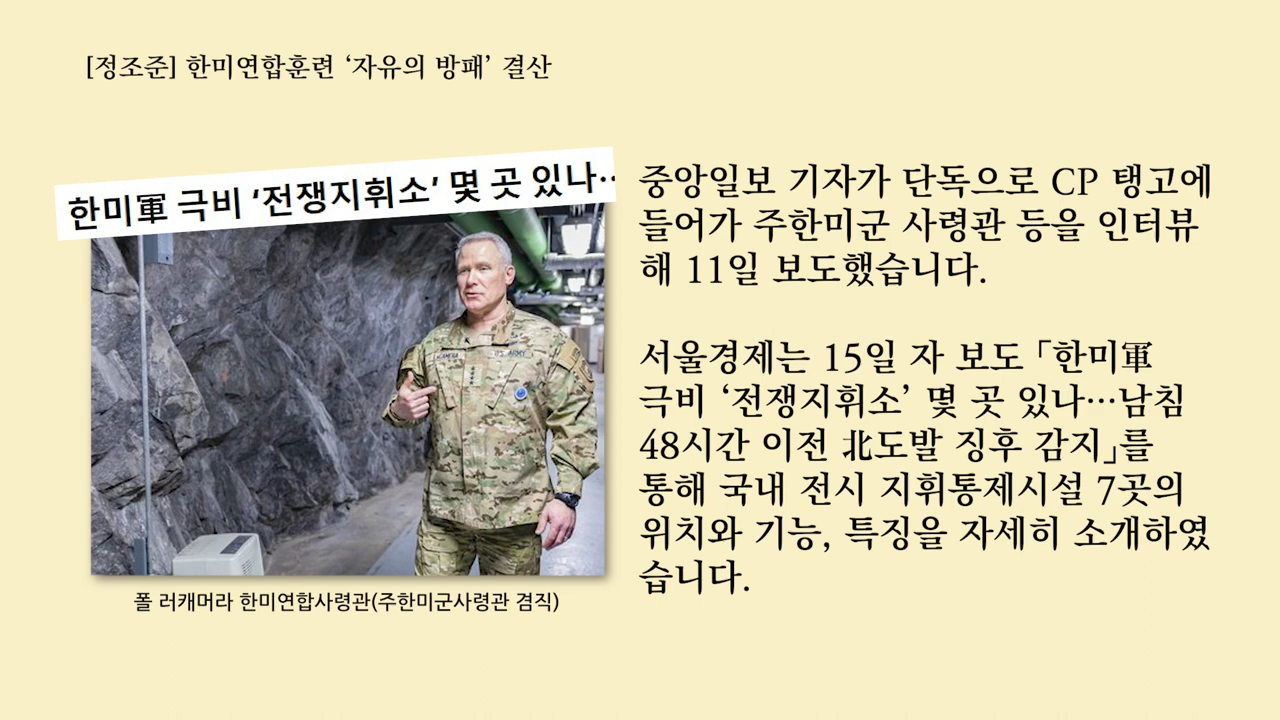 [정조준] 한미연합훈련 ‘자유의 방패’ 결산
한미軍 극비 ‘전쟁지휘소’ 몇 곳 있나··
중앙일보 기자가 단독으로 CP 탱고에
들어가 주한미군 사령관 등을 인터뷰
해 11일 보도했습니다.
서울경제는 15일 자 보도 「한미軍
극비 ‘전쟁지휘소’ 몇 곳 있나…남침
48시간 이전 北도발 징후 감지」를
통해 국내 전시 지휘통제시설 7곳의
위치와 기능, 특징을 자세히 소개하였
습니다.
LACAMERA
U.S. ARMY
폴 러캐머라 한미연합사령관(주한미군사령관 겸직)